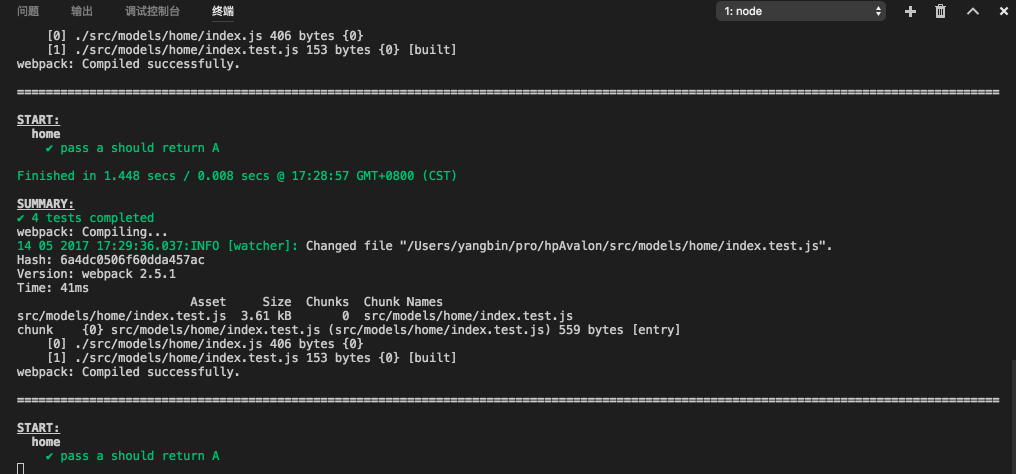 问题 输出 调试控制台 终端 1: node
[0] ./src/models/home/index.js 406 bytes {0}
[1] ./src/models/home/index.test.js 153 bytes {0} [built]
webpack: Compiled successfully.
================================================================================================================================================
START:
home
✔ pass a should return A
Finished in 1.448 secs / 0.008 secs @ 17:28:57 GMT+0800 (CST)
SUMMARY:
✔ 4 tests completed
webpack: Compiling...
14 05 2017 17:29:36.037:INFO [watcher]: Changed file "/Users/yangbin/pro/hpAvalon/src/models/home/index.test.js".
Hash: 6a4dc0506f60dda457ac
Version: webpack 2.5.1
Time: 41ms
Asset Size Chunks Chunk Names
src/models/home/index.test.js 3.61 kB 0 src/models/home/index.test.js
chunk {0} src/models/home/index.test.js (src/models/home/index.test.js) 559 bytes [entry]
[0] ./src/models/home/index.js 406 bytes {0}
[1] ./src/models/home/index.test.js 153 bytes {0} [built]
webpack: Compiled successfully.
================================================================================================================================================
START:
home
✔ pass a should return A